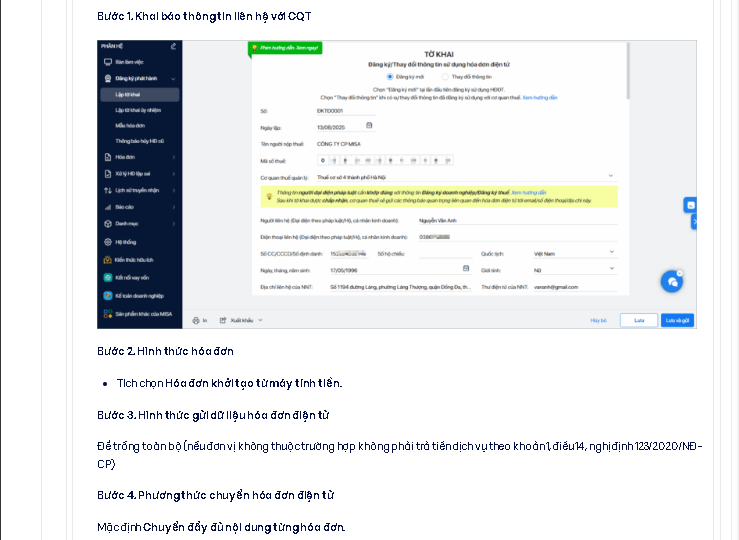 Bước 1. Khai báo thông tin liên hệ với CQT
PHÂN HỆ
Bàn làm việc
Đăng ký phát hành
Lập tờ khai
Lập tờ khai ủy nhiệm
Mẫu hóa đơn
Thông báo hủy HĐ cũ
Hóa đơn
Xử lý HĐ lập sai
Lịch sử truyền nhận
Báo cáo
Danh mục
Hệ thống
Kiến thức hữu ích
Kết nối vay vốn
Kế toán doanh nghiệp
Sản phẩm khác của MISA
Phim hướng dẫn. Xem ngay!
TỜ KHAI
Đăng ký/Thay đổi thông tin sử dụng hóa đơn điện tử
Đăng ký mới Thay đổi thông tin
Chọn "Đăng ký mới" tại lần đầu tiên đăng ký sử dụng HĐĐT.
Chọn "Thay đổi thông tin" khi có sự thay đổi thông tin đã đăng ký sử dụng với cơ quan thuế. Xem hướng dẫn
Số: ĐKTĐ0001
Ngày lập: 13/08/2025
Tên người nộp thuế: CÔNG TY CP MISA
Mã số thuế: 0
Cơ quan thuế quản lý: Thuế cơ sở 4 thành phố Hà Nội
Thông tin người đại diện pháp luật cần khớp đúng với thông tin Đăng ký doanh nghiệp/Đăng ký thuế Xem hướng dẫn
Sau khi tờ khai được chấp nhận, cơ quan thuế sẽ gửi các thông báo quan trọng liên quan đến hóa đơn điện tử tới email/số điện thoại/địa chỉ này.
Người liên hệ (Đại diện theo pháp luật/Hộ, cá nhân kinh doanh): Nguyễn Vân Anh
Điện thoại liên hệ (Đại diện theo pháp luật/Hộ, cá nhân kinh doanh):
Số CC/CCCD/Số định danh: Số hộ chiếu: Quốc tịch: Việt Nam
Ngày, tháng, năm sinh: 17/05/1996 Giới tính: Nữ
Địa chỉ liên hệ của NNT: Số 1194 đường Láng, phường Láng Thượng, quận Đống Đa, th... Thư điện tử của NNT: vananh@gmail.com
In Xuất khẩu Hủy bỏ Lưu Lưu và gửi
Bước 2. Hình thức hóa đơn
• Tích chọn Hóa đơn khởi tạo từ máy tính tiền.
Bước 3. Hình thức gửi dữ liệu hóa đơn điện tử
Để trống toàn bộ (nếu đơn vị không thuộc trường hợp không phải trả tiền dịch vụ theo khoản 1, điều 14, nghị định 123/2020/NĐ-
CP)
Bước 4. Phương thức chuyển hóa đơn điện tử
Mặc định Chuyển đầy đủ nội dung từng hóa đơn.